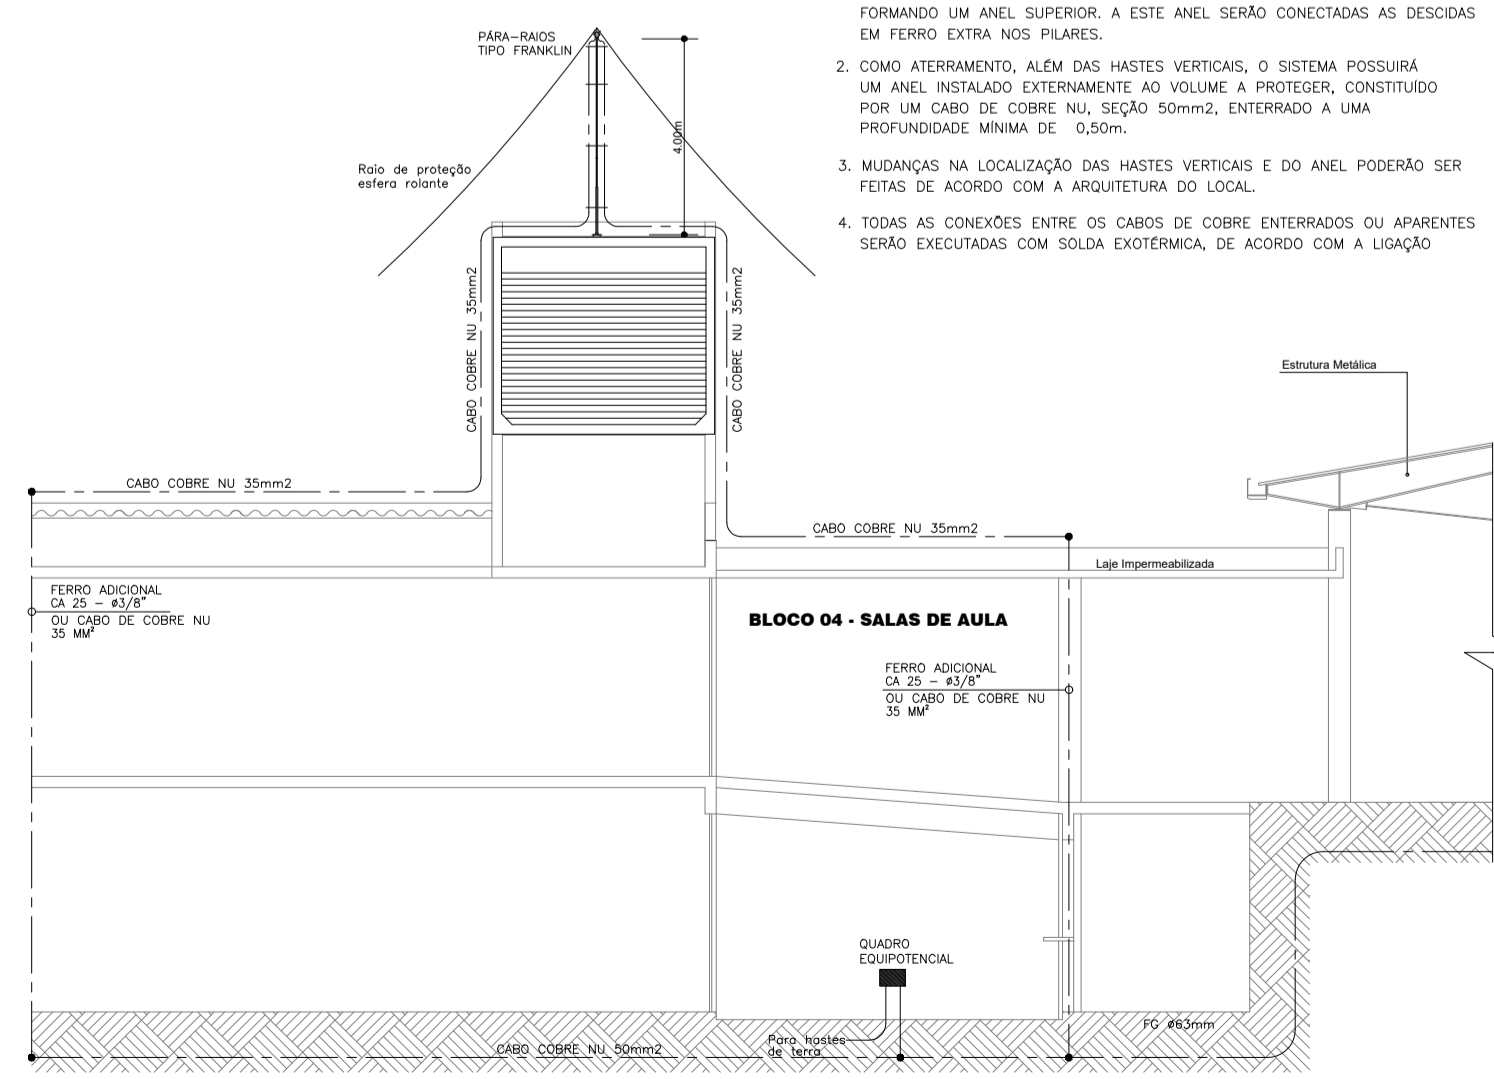 FORMANDO UM ANEL SUPERIOR. A ESTE ANEL SERÃO CONECTADAS AS DESCIDAS
EM FERRO EXTRA NOS PILARES.
2. COMO ATERRAMENTO, ALÉM DAS HASTES VERTICAIS, O SISTEMA POSSUIRÁ
UM ANEL INSTALADO EXTERNAMENTE AO VOLUME A PROTEGER, CONSTITUÍDO
POR UM CABO DE COBRE NU, SEÇÃO 50mm2, ENTERRADO A UMA
PROFUNDIDADE MÍNIMA DE 0,50m.
3. MUDANÇAS NA LOCALIZAÇÃO DAS HASTES VERTICAIS E DO ANEL PODERÃO SER
FEITAS DE ACORDO COM A ARQUITETURA DO LOCAL.
4. TODAS AS CONEXÕES ENTRE OS CABOS DE COBRE ENTERRADOS OU APARENTES
SERÃO EXECUTADAS COM SOLDA EXOTÉRMICA, DE ACORDO COM A LIGAÇÃO
PÁRA-RAIOS
TIPO FRANKLIN
4.00m
Raio de proteção
esfera rolante
CABO COBRE NU 35mm2
CABO COBRE NU 35mm2
Estrutura Metálica
CABO COBRE NU 35mm2
CABO COBRE NU 35mm2
Laje Impermeabilizada
FERRO ADICIONAL
CA 25 - ø3/8"
OU CABO DE COBRE NU
35 MM²
BLOCO 04 - SALAS DE AULA
FERRO ADICIONAL
CA 25 - ø3/8"
OU CABO DE COBRE NU
35 MM²
QUADRO
EQUIPOTENCIAL
FG ø63mm
Para hastes
de terra
CABO COBRE NU 50mm2